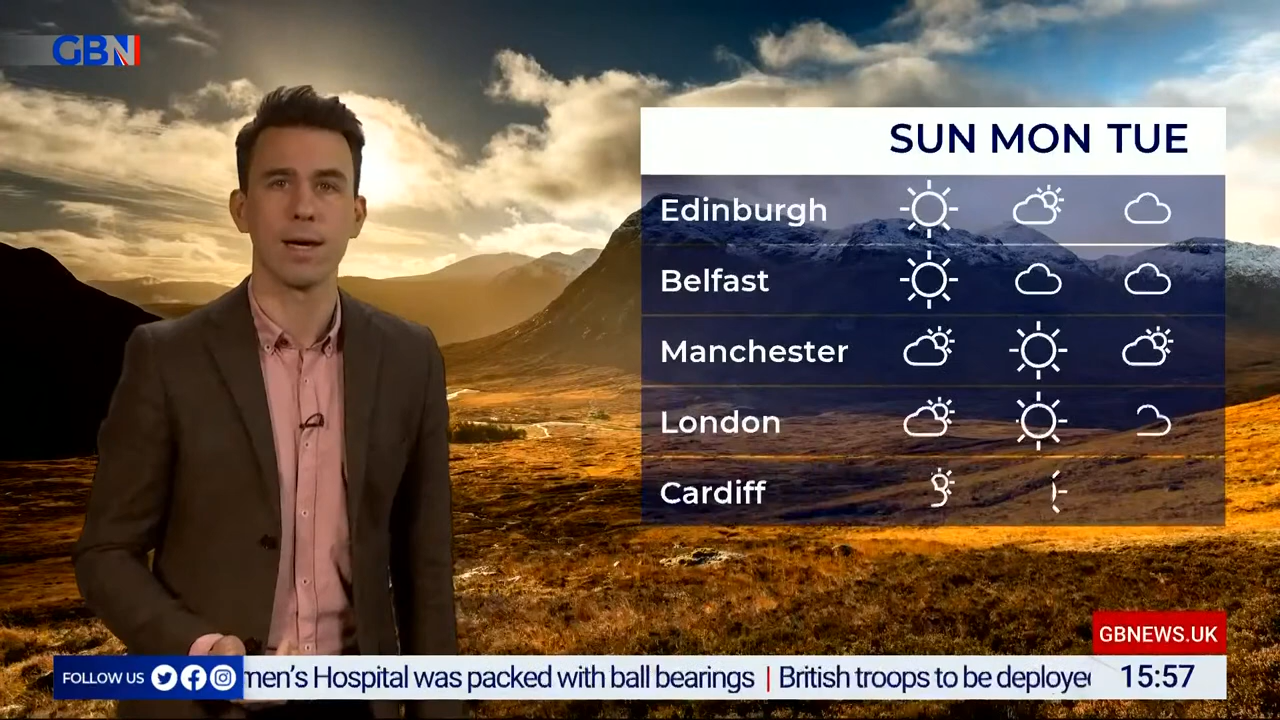 GBN
SUN MON TUE
Edinburgh
Belfast
Manchester
London
Cardiff
GBNEWS.UK
FOLLOW US
men's Hospital was packed with ball bearings | British troops to be deploye
15:57